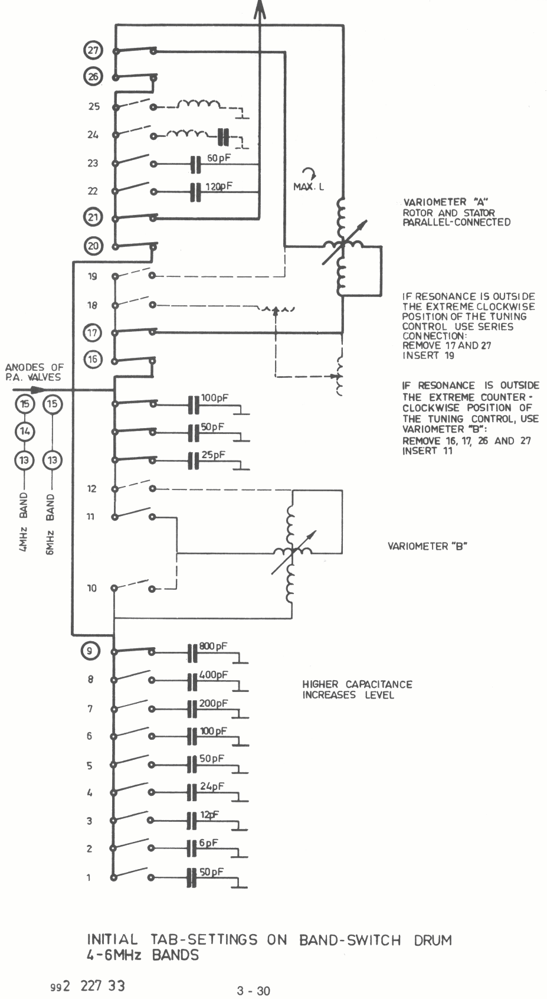 27
26
25
24
23
60pF
22
120pF
MAX. L
21
VARIOMETER "A"
ROTOR AND STATOR
PARALLEL-CONNECTED
20
19
18
17
16
IF RESONANCE IS OUTSIDE
THE EXTREME CLOCKWISE
POSITION OF THE TUNING
CONTROL USE SERIES
CONNECTION:
REMOVE 17 AND 27
INSERT 19
ANODES OF
P.A. VALVES
IF RESONANCE IS OUTSIDE
THE EXTREME COUNTER-
CLOCKWISE POSITION OF
THE TUNING CONTROL, USE
VARIOMETER "B":
REMOVE 16, 17, 26 AND 27
INSERT 11
15
15
100pF
14
50pF
13
13
25pF
4MHz BAND
6MHz BAND
12
11
VARIOMETER "B"
10
9
800pF
8
400pF
HIGHER CAPACITANCE
INCREASES LEVEL
7
200pF
6
100pF
5
50pF
4
24pF
3
12pF
2
6pF
1
50pF
INITIAL TAB-SETTINGS ON BAND-SWITCH DRUM
4-6MHz BANDS
992 227 33
3 - 30